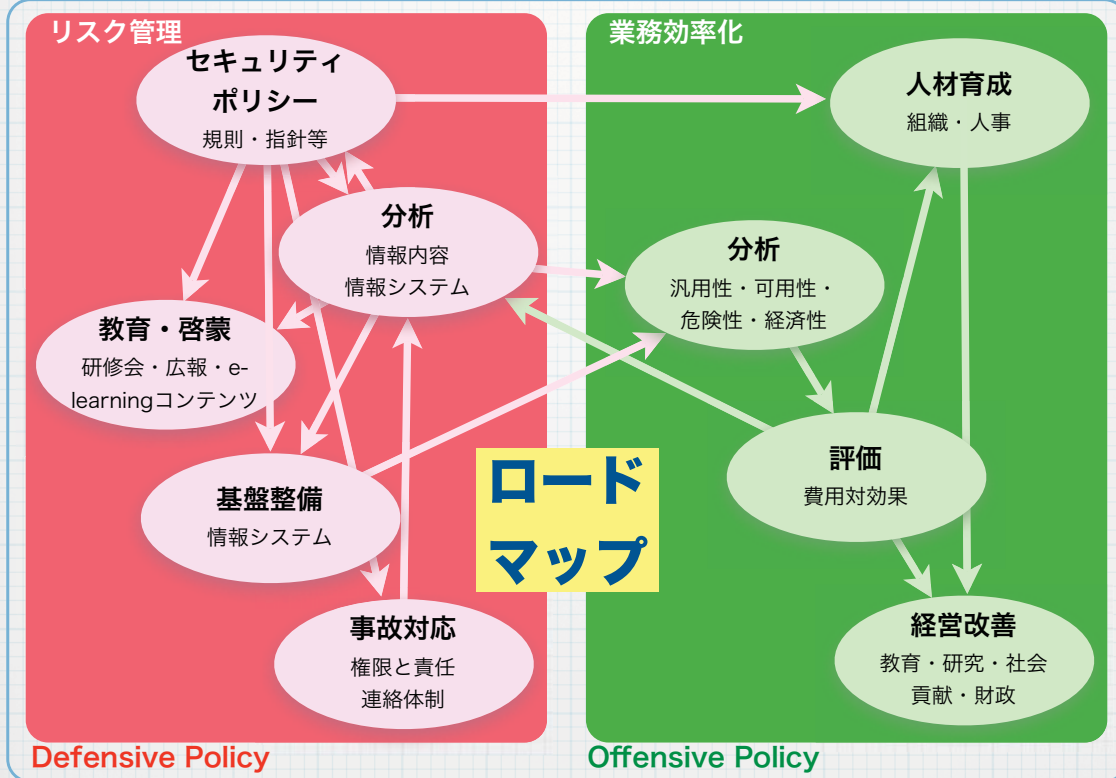 リスク管理
セキュリティ
ポリシー
規則・指針等
分析
情報内容
情報システム
教育・啓蒙
研修会・広報・e-
learningコンテンツ
基盤整備
情報システム
事故対応
権限と責任
連絡体制
Defensive Policy
ロード
マップ
業務効率化
人材育成
組織・人事
分析
汎用性・可用性・
危険性・経済性
評価
費用対効果
経営改善
教育・研究・社会
貢献・財政
Offensive Policy